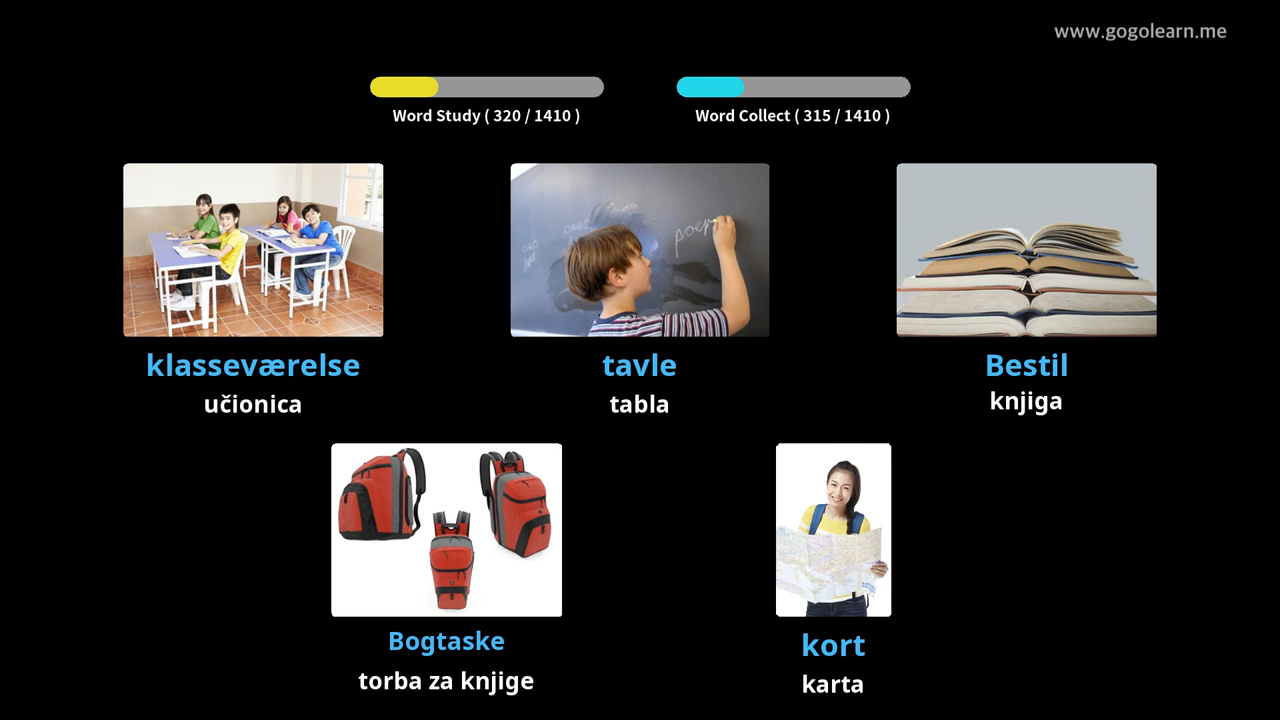 www.gogolearn.me
Word Study ( 320 / 1410 )
Word Collect ( 315 / 1410 )
poer
klasseværelse
učionica
tavle
tabla
Bestil
knjiga
Bogtaske
torba za knjige
kort
karta